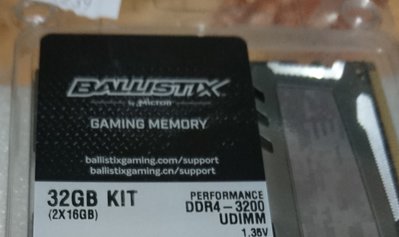 BALLISTIX
by MICRON
GAMING MEMORY
ballistixgaming.com/support
ballistixgaming.cn/support
32GB KIT
(2X16GB)
PERFORMANCE
DDR4-3200
UDIMM
1.35V